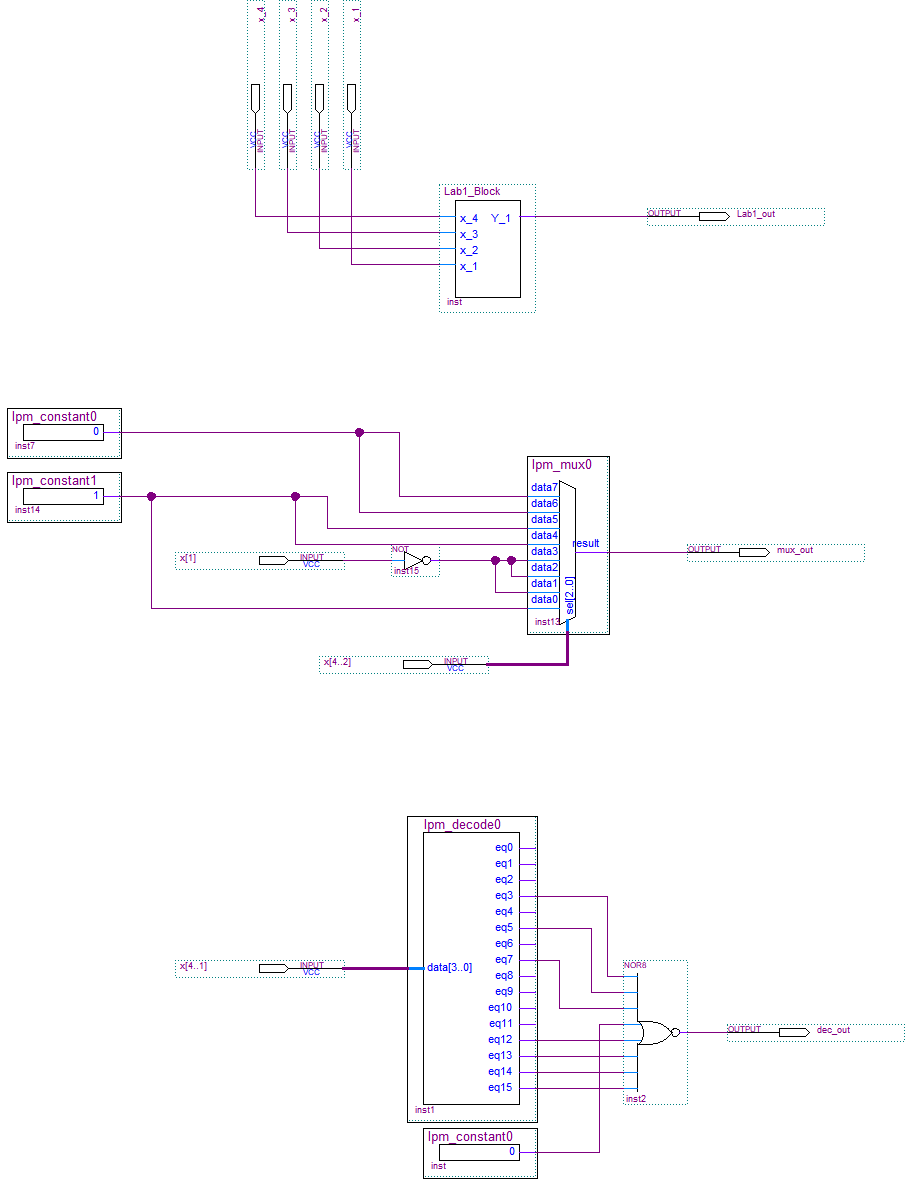 x_4
x_3
x_2
x_1
VCC INPUT
VCC INPUT
VCC INPUT
VCC INPUT
Lab1_Block
x_4 Y_1
x_3
x_2
x_1
inst
OUTPUT Lab1_out
lpm_constant0
0
inst7
lpm_constant1
1
inst14
x[1] INPUT
VCC
NOT
inst15
lpm_mux0
data7
data6
data5
data4
data3
data2
data1
data0
result
sel[2..0]
inst13
OUTPUT mux_out
x[4..2] INPUT
VCC
lpm_decode0
eq0
eq1
eq2
eq3
eq4
eq5
eq6
eq7
eq8
eq9
eq10
eq11
eq12
eq13
eq14
eq15
data[3..0]
inst1
x[4..1] INPUT
VCC
NOR8
inst2
OUTPUT dec_out
lpm_constant0
0
inst